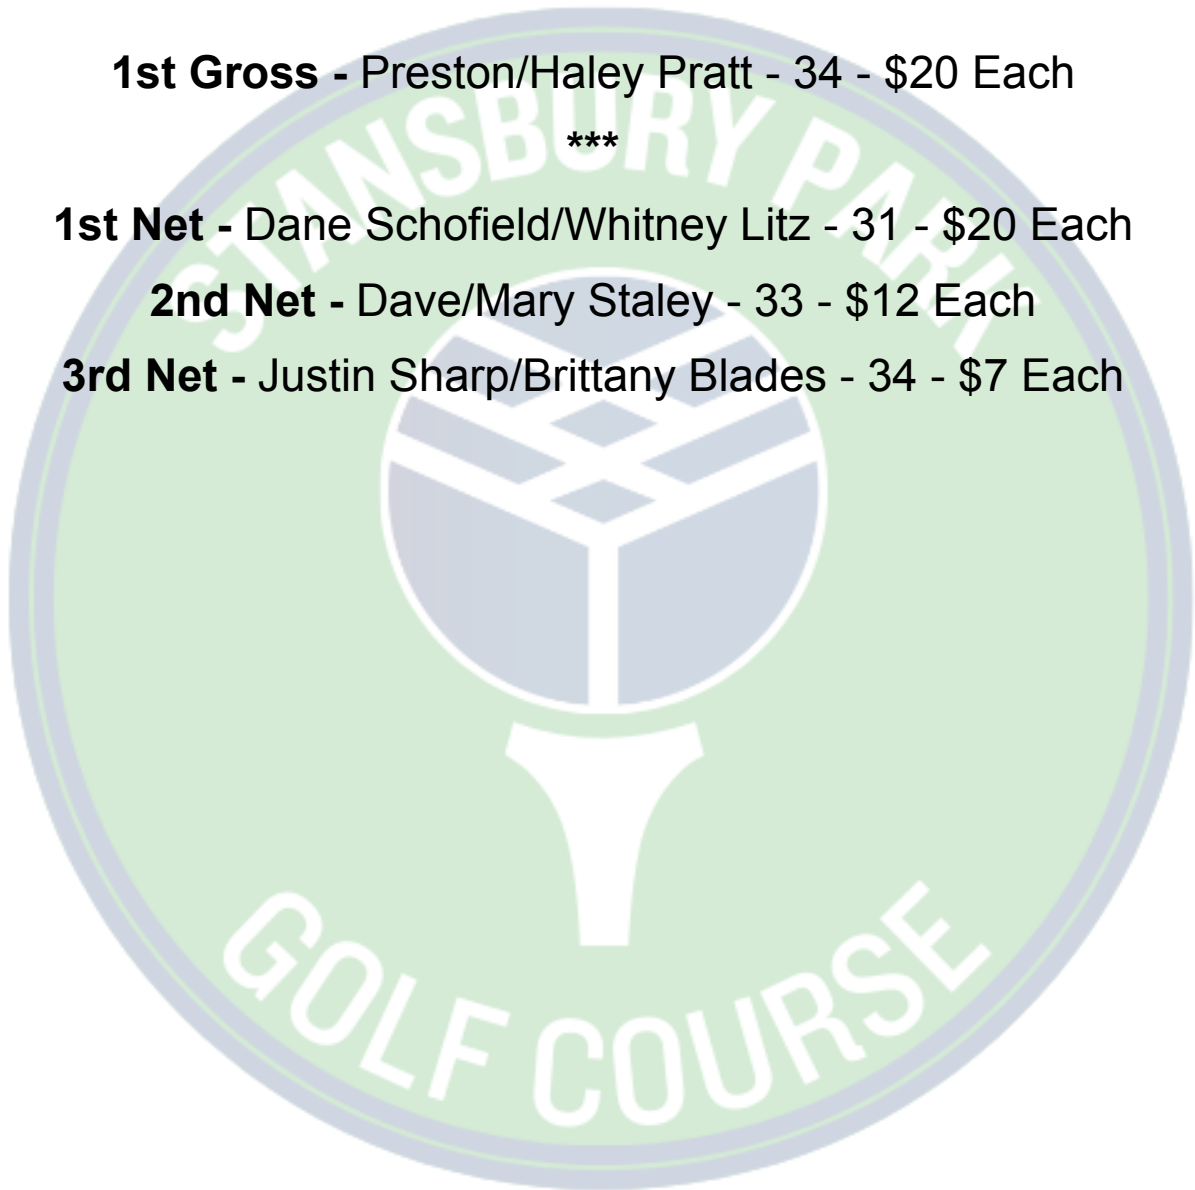 1st Gross - Preston/Haley Pratt - 34 - $20 Each
***
1st Net - Dane Schofield/Whitney Litz - 31 - $20 Each
2nd Net - Dave/Mary Staley - 33 - $12 Each
3rd Net - Justin Sharp/Brittany Blades - 34 - $7 Each
STANSBURY PARK
GOLF COURSE